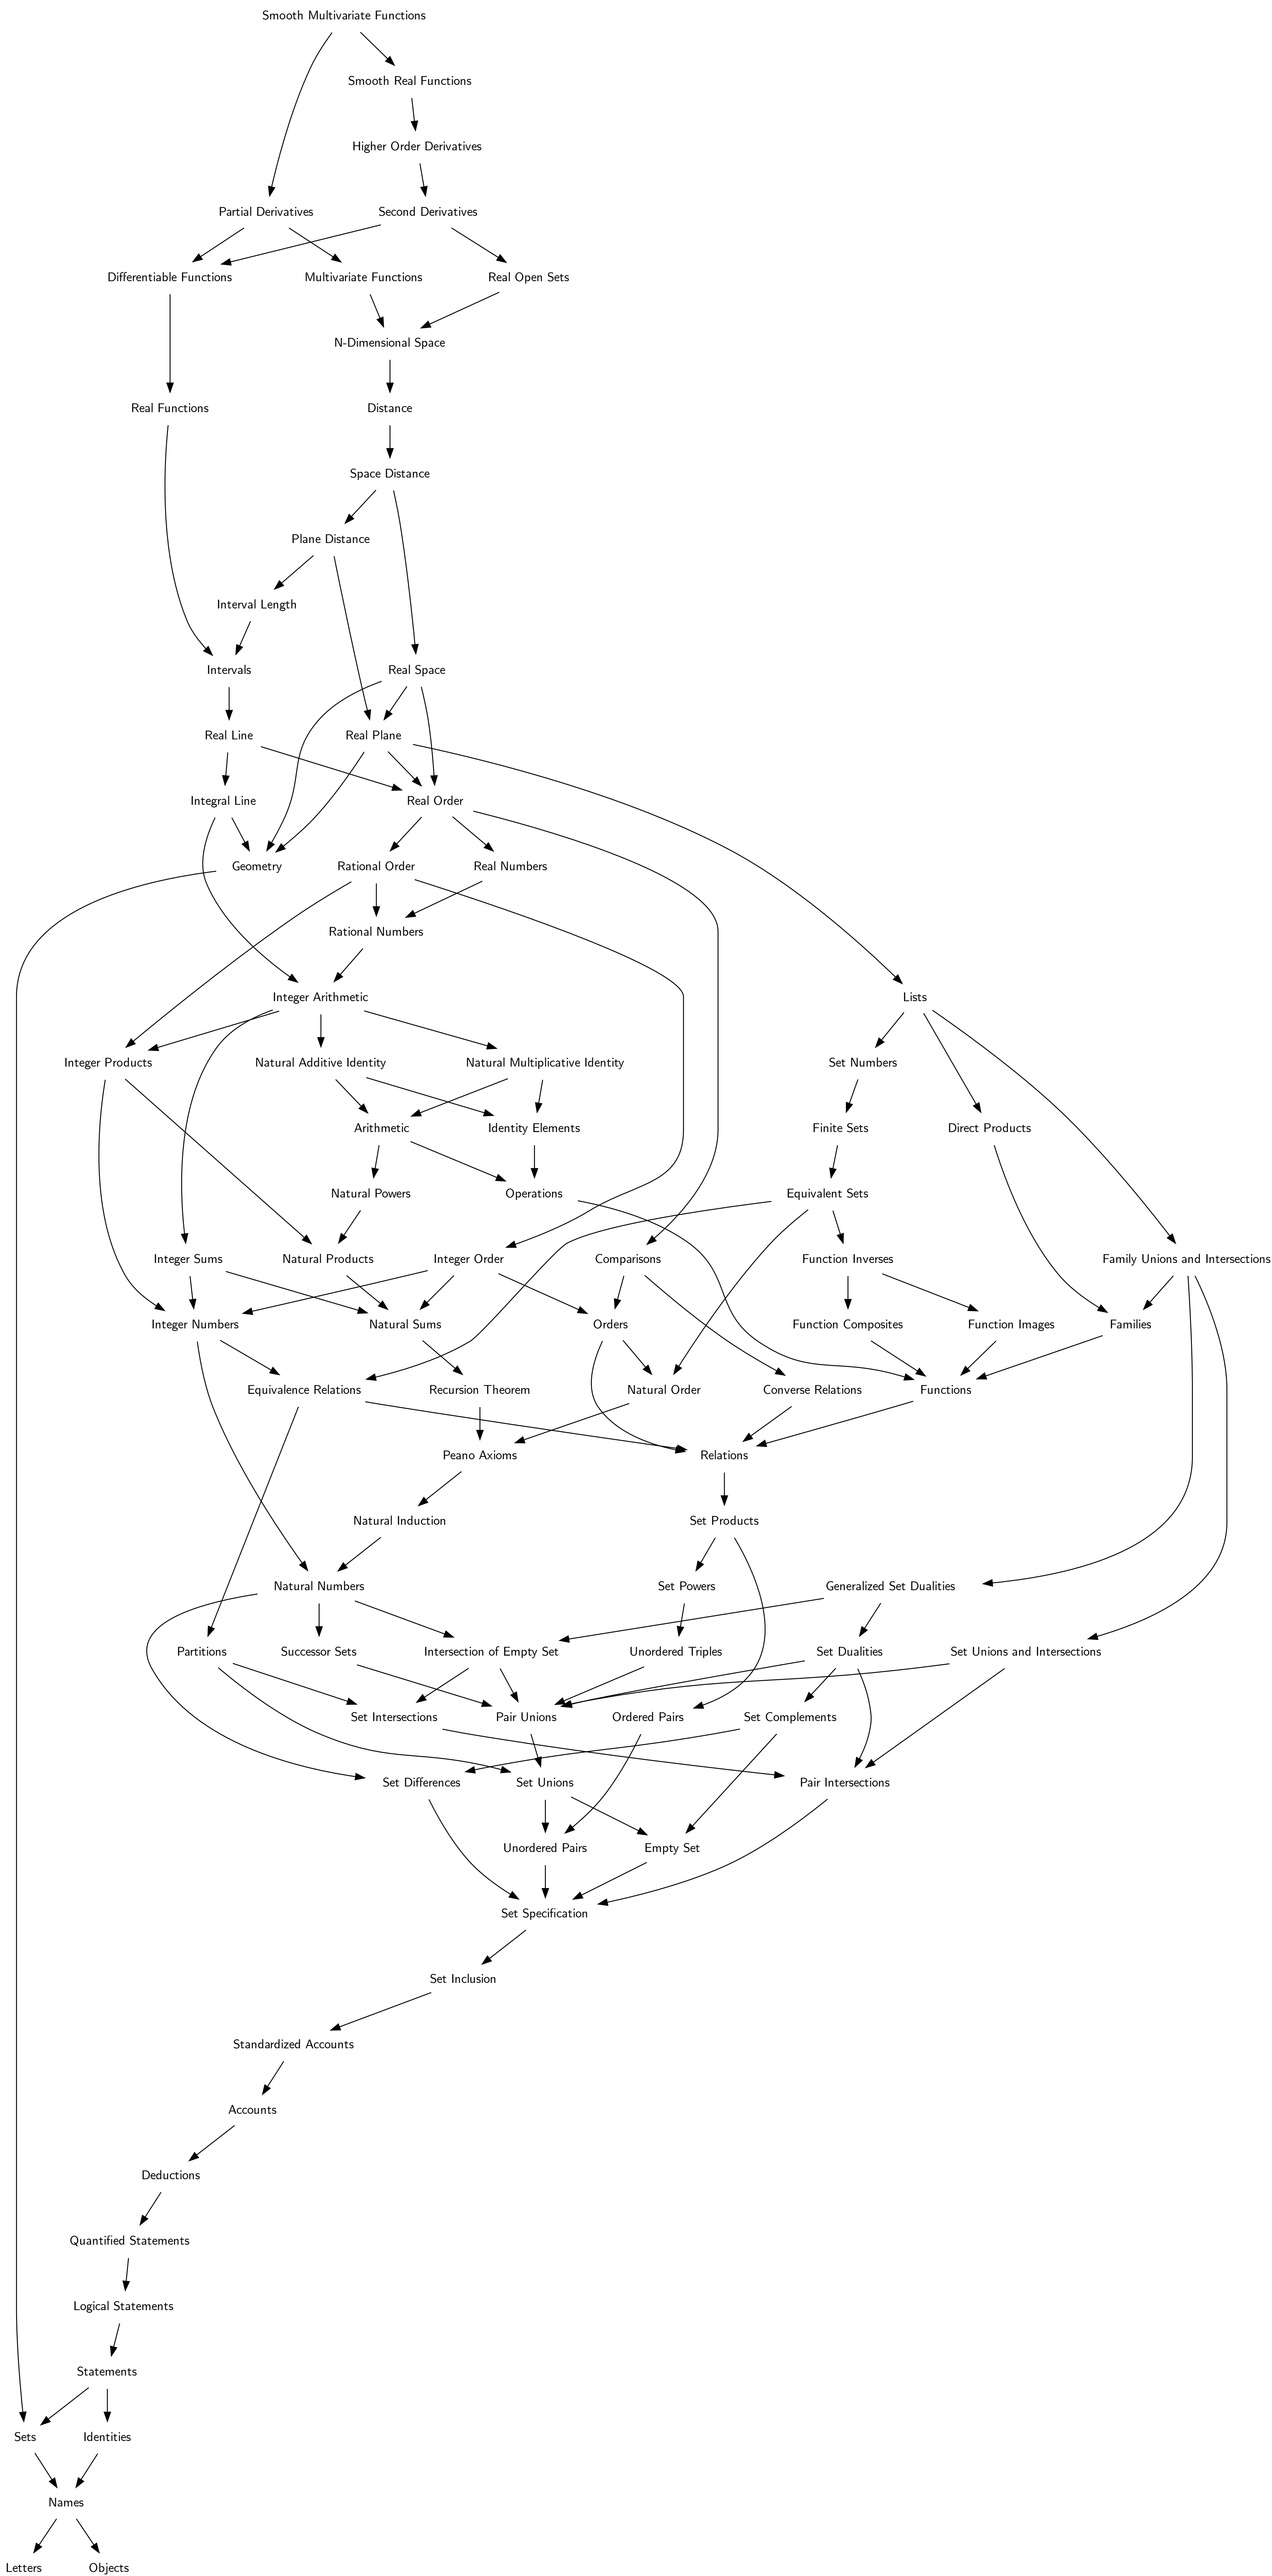 Smooth Multivariate Functions
Smooth Real Functions
Higher Order Derivatives
Partial Derivatives
Second Derivatives
Differentiable Functions
Multivariate Functions
Real Open Sets
N-Dimensional Space
Real Functions
Distance
Space Distance
Plane Distance
Interval Length
Intervals
Real Space
Real Line
Real Plane
Integral Line
Real Order
Geometry
Rational Order
Real Numbers
Rational Numbers
Integer Arithmetic
Lists
Integer Products
Natural Additive Identity
Natural Multiplicative Identity
Set Numbers
Arithmetic
Identity Elements
Finite Sets
Direct Products
Natural Powers
Operations
Equivalent Sets
Integer Sums
Natural Products
Integer Order
Comparisons
Function Inverses
Family Unions and Intersections
Integer Numbers
Natural Sums
Orders
Function Composites
Function Images
Families
Equivalence Relations
Recursion Theorem
Natural Order
Converse Relations
Functions
Peano Axioms
Relations
Natural Induction
Set Products
Natural Numbers
Set Powers
Generalized Set Dualities
Partitions
Successor Sets
Intersection of Empty Set
Unordered Triples
Set Dualities
Set Unions and Intersections
Set Intersections
Pair Unions
Ordered Pairs
Set Complements
Set Differences
Set Unions
Pair Intersections
Unordered Pairs
Empty Set
Set Specification
Set Inclusion
Standardized Accounts
Accounts
Deductions
Quantified Statements
Logical Statements
Statements
Sets
Identities
Names
Letters
Objects